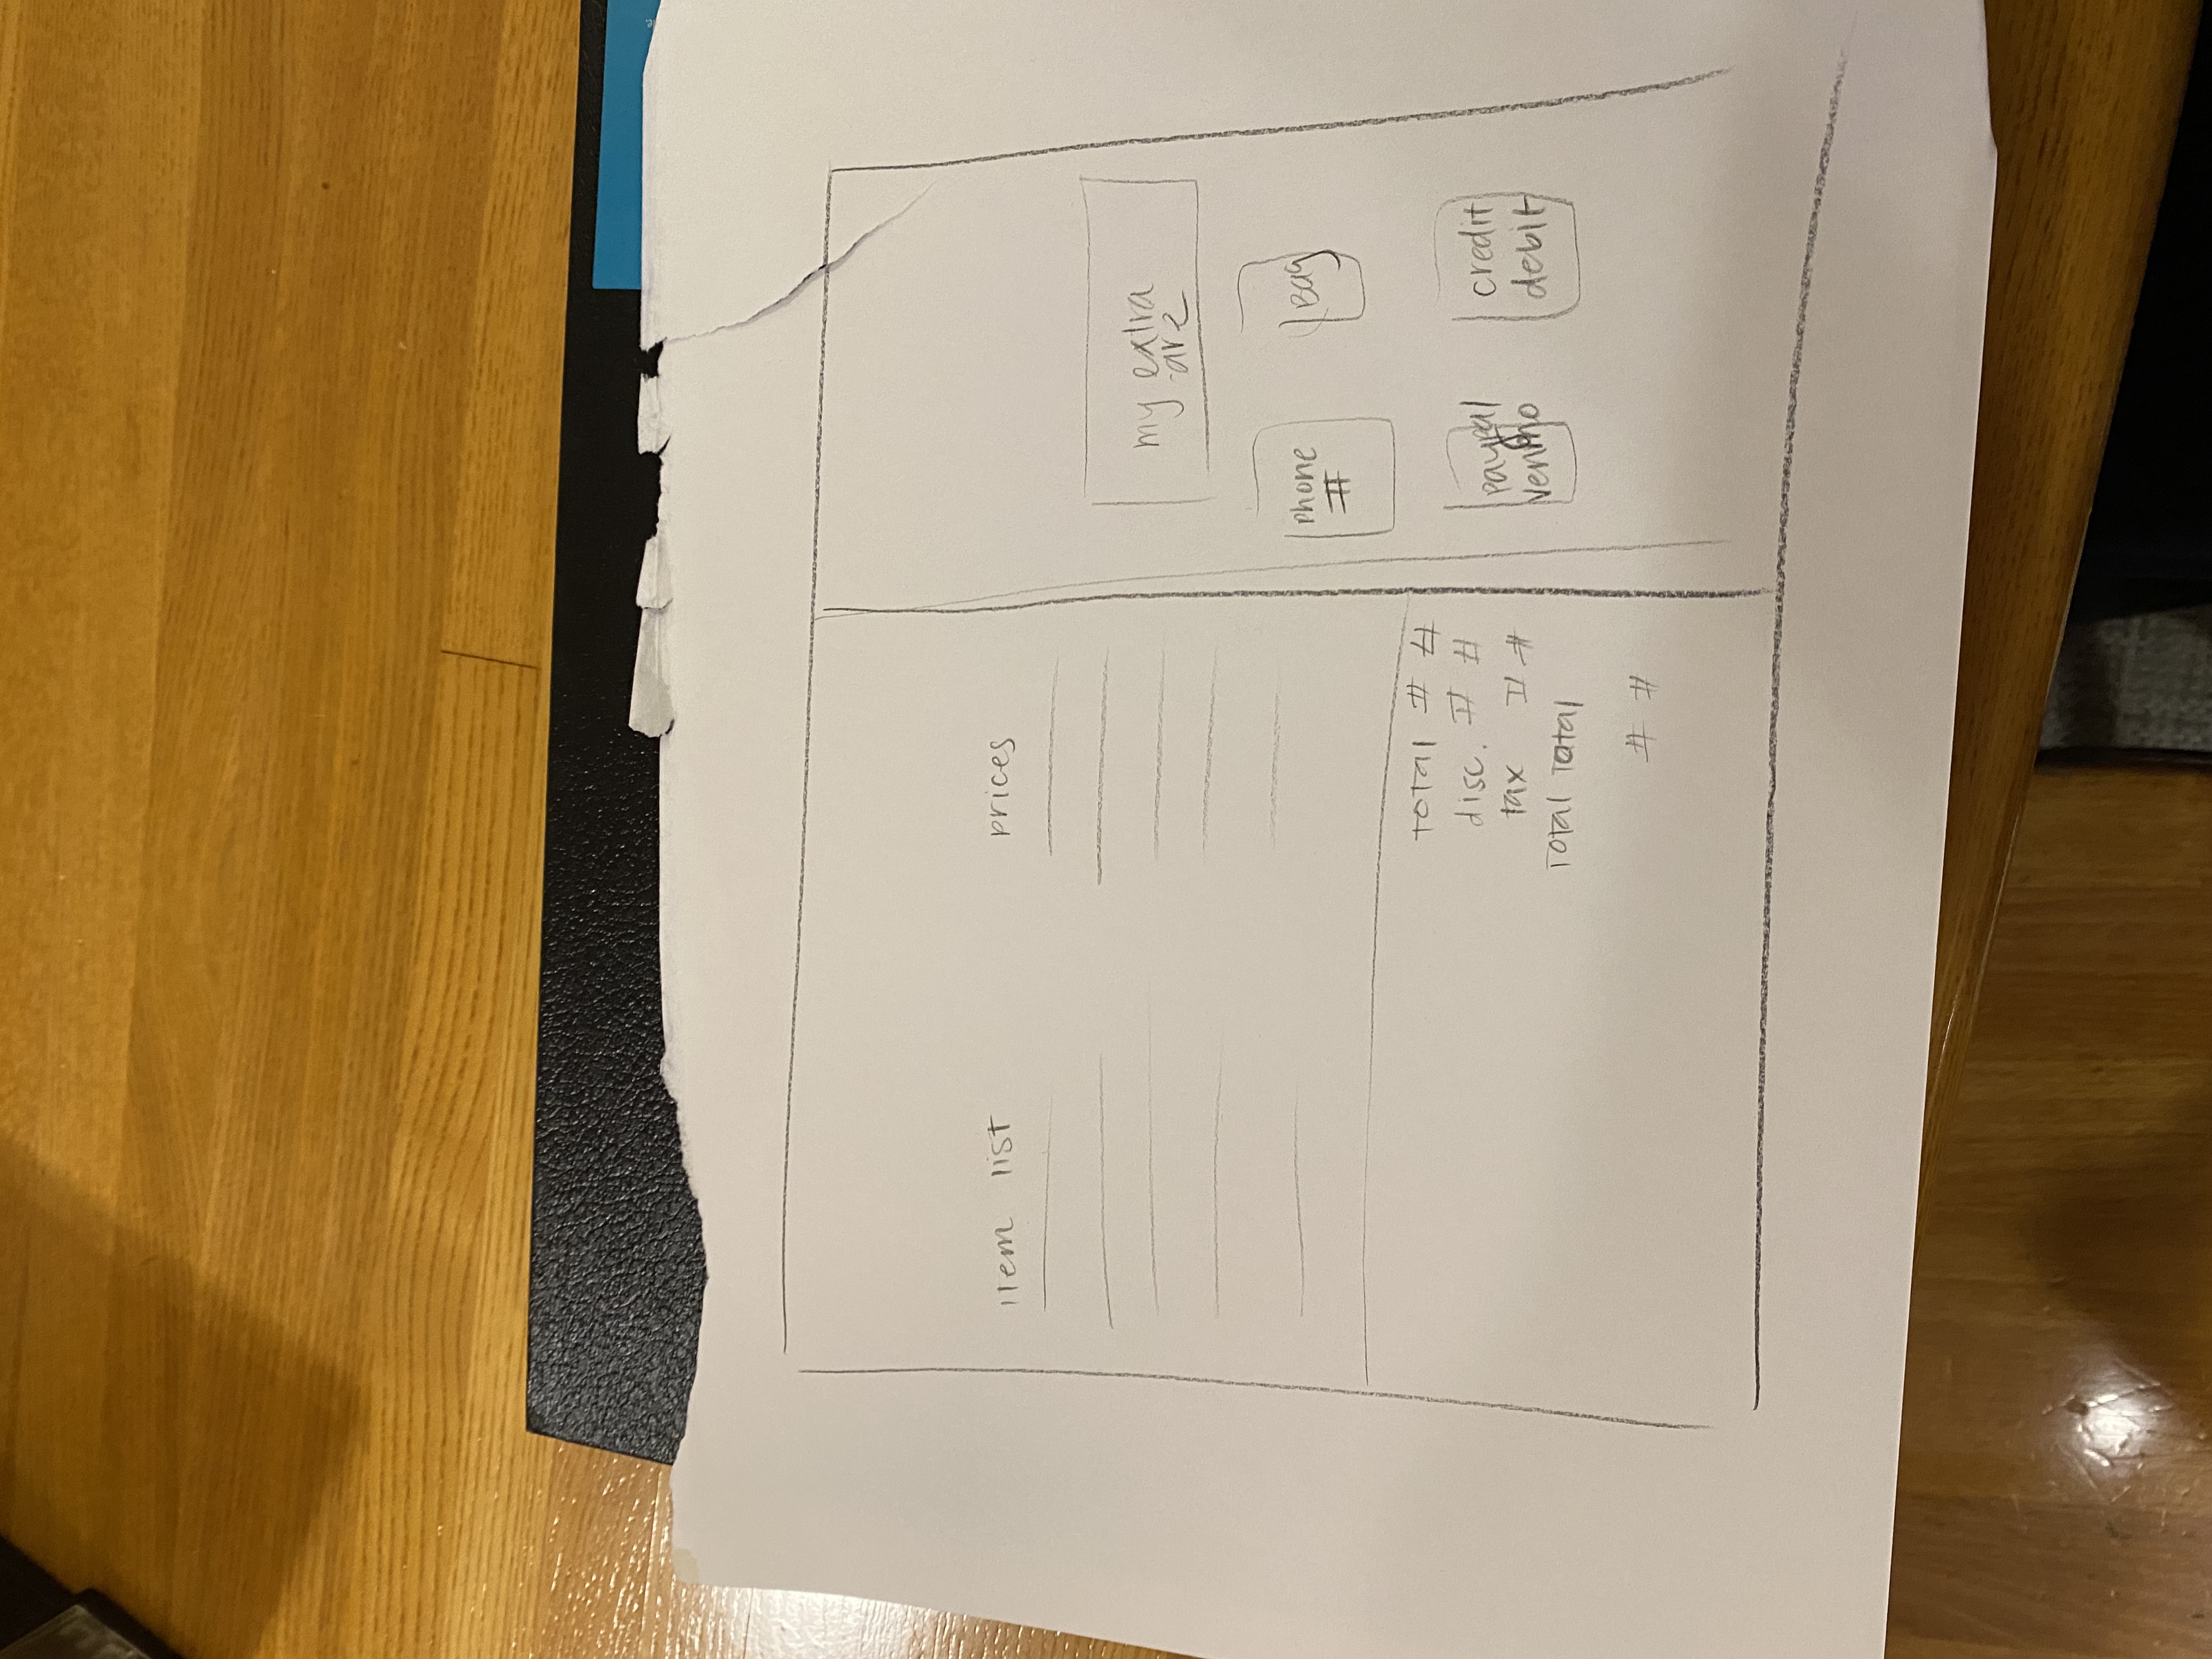 item list
prices
my extra
are
phone
#
Bag
Total # #
disc. # #
tax # #
Total Total
# #
paypal
venmo
credit
debit